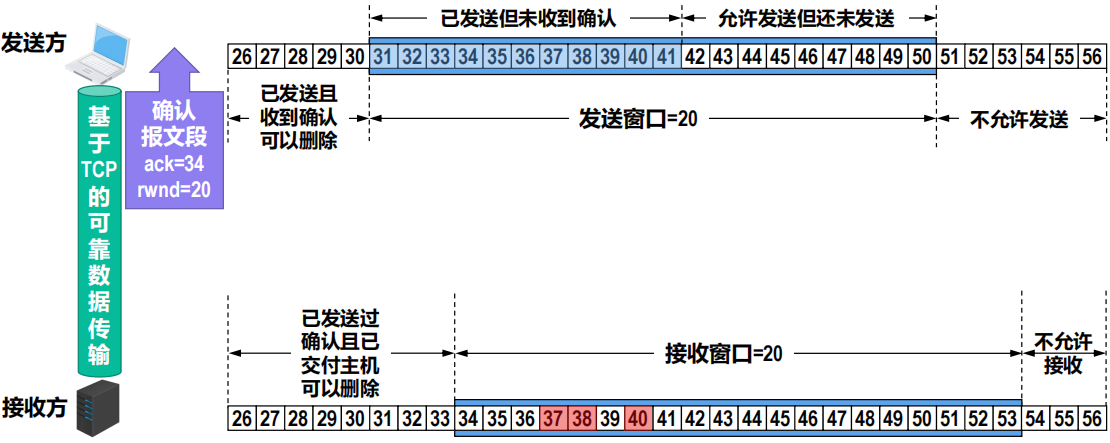 已发送但未收到确认
允许发送但还未发送
发送方
26 27 28 29 30 31 32 33 34 35 36 37 38 39 40 41 42 43 44 45 46 47 48 49 50 51 52 53 54 55 56
已发送且
收到确认
可以删除
发送窗口=20
不允许发送
确认
报文段
ack=34
rwnd=20
基
于
TCP
的
可
靠
数
据
传
输
已发送过
确认且已
交付主机
可以删除
接收窗口=20
不允许
接收
接收方
26 27 28 29 30 31 32 33 34 35 36 37 38 39 40 41 42 43 44 45 46 47 48 49 50 51 52 53 54 55 56